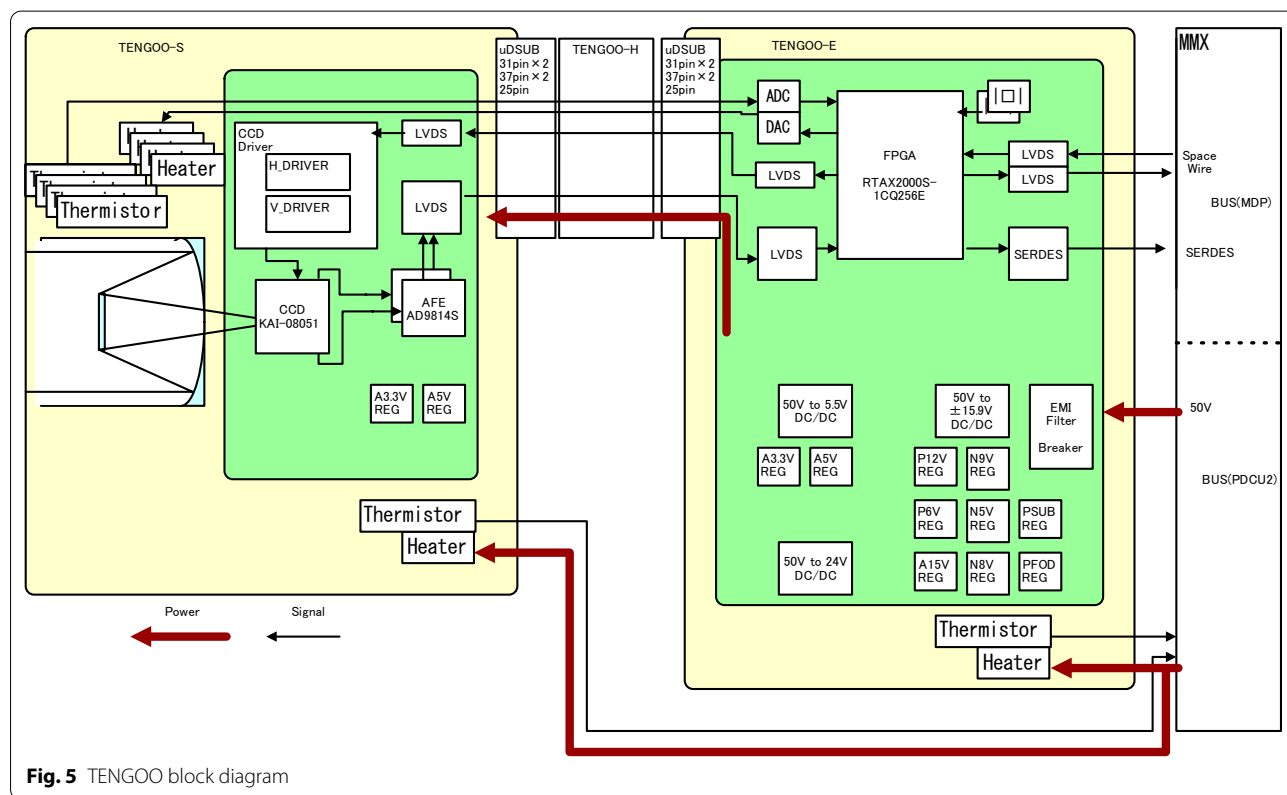 TENGOO-S
uDSUB
31pin×2
37pin×2
25pin
TENGOO-H
uDSUB
31pin×2
37pin×2
25pin
TENGOO-E
MMX
Heater
Thermistor
CCD
Driver
H_DRIVER
V_DRIVER
LVDS
LVDS
CCD
KAI-08051
AFE
AD9814S
A3.3V
REG
A5V
REG
Thermistor
Heater
ADC
DAC
LVDS
LVDS
FPGA
RTAX2000S-
1CQ256E
LVDS
LVDS
SERDES
Space
Wire
BUS(MDP)
SERDES
50V to 5.5V
DC/DC
50V to
±15.9V
DC/DC
EMI
Filter
Breaker
50V
A3.3V
REG
A5V
REG
P12V
REG
N9V
REG
BUS(PDCU2)
P6V
REG
N5V
REG
PSUB
REG
50V to 24V
DC/DC
A15V
REG
N8V
REG
PFOD
REG
Thermistor
Heater
Power
Signal
Fig. 5 TENGOO block diagram